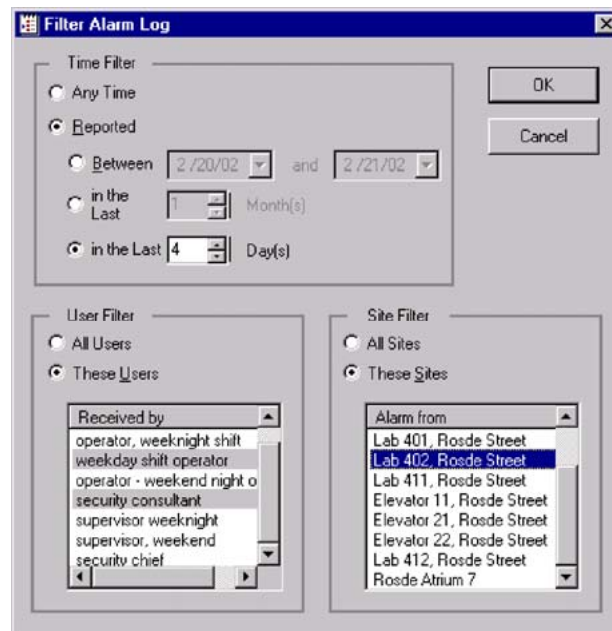 Filter Alarm Log
Time Filter
Any Time
Reported
Between 2 /20/02 and 2 /21/02
in the Last 1 Month(s)
in the Last 4 Day(s)
OK
Cancel
User Filter
All Users
These Users
Received by
operator, weeknight shift
weekday shift operator
operator - weekend night o
security consultant
supervisor weeknight
supervisor, weekend
security chief
Site Filter
All Sites
These Sites
Alarm from
Lab 401, Rosde Street
Lab 402, Rosde Street
Lab 411, Rosde Street
Elevator 11, Rosde Street
Elevator 21, Rosde Street
Elevator 22, Rosde Street
Lab 412, Rosde Street
Rosde Atrium 7